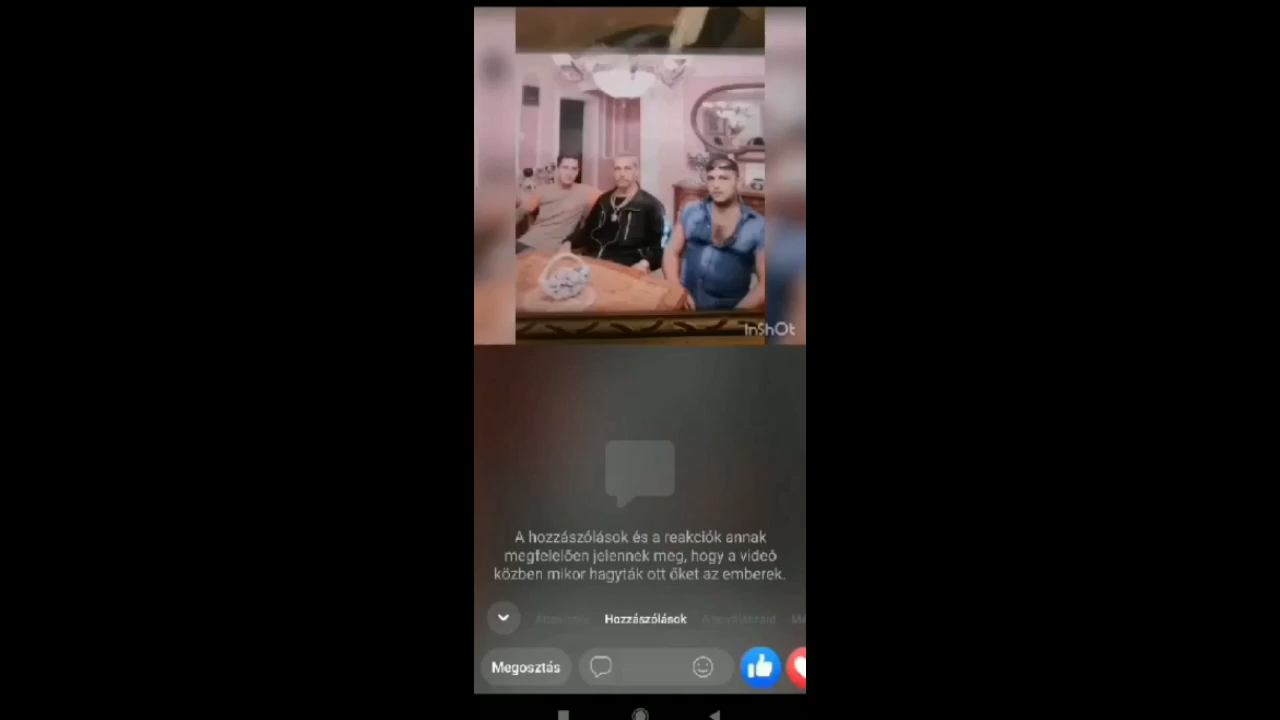 InShOt
A hozzászólások és a reakciók annak
megfelelően jelennek meg, hogy a videó
közben mikor hagyták ott őket az emberek.
Hozzászólások
Megosztás